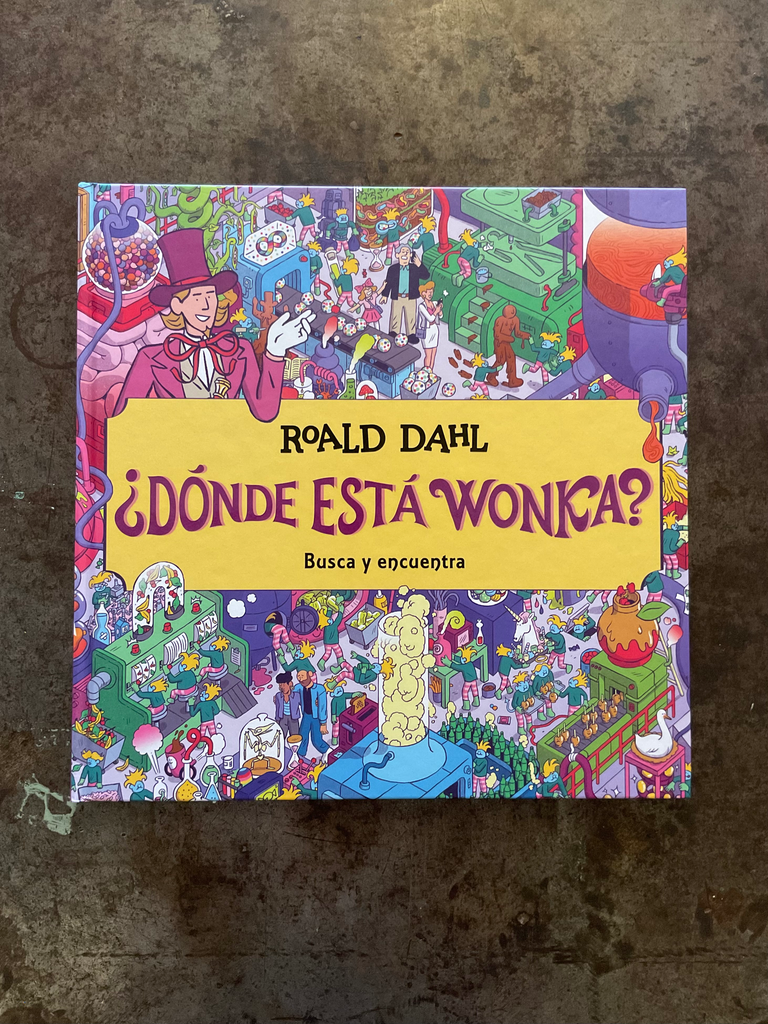 ROALD DAHL
¿DÓNDE ESTÁ WONKA?
Busca y encuentra